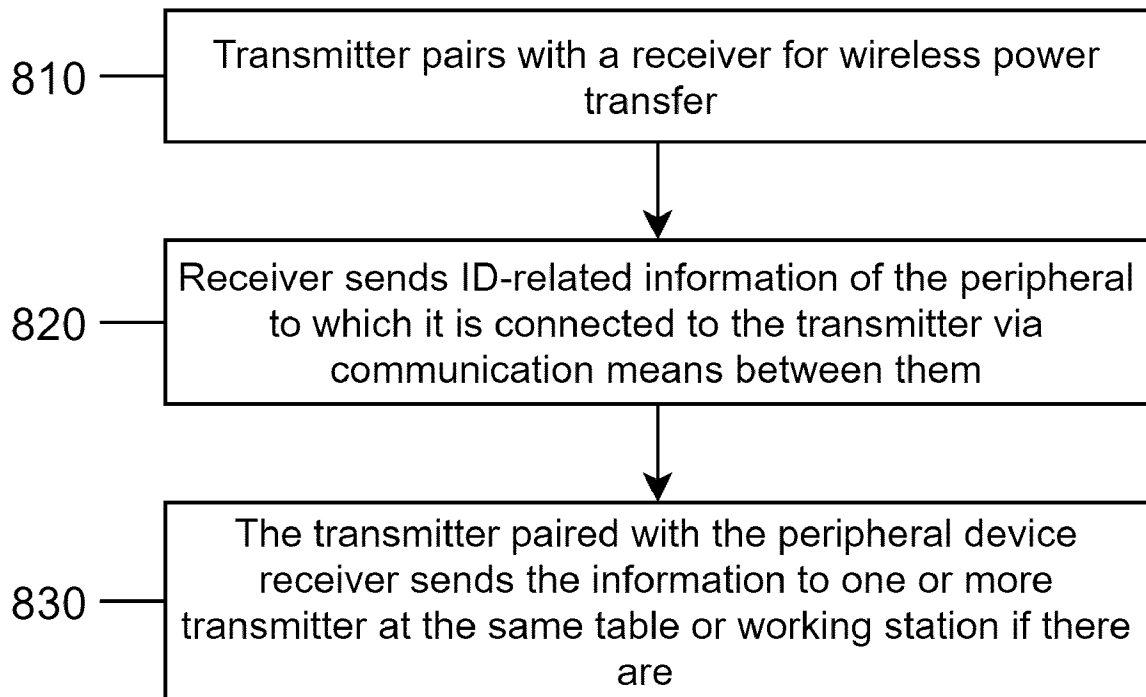 810
Transmitter pairs with a receiver for wireless power
transfer
820
Receiver sends ID-related information of the peripheral
to which it is connected to the transmitter via
communication means between them
830
The transmitter paired with the peripheral device
receiver sends the information to one or more
transmitter at the same table or working station if there
are